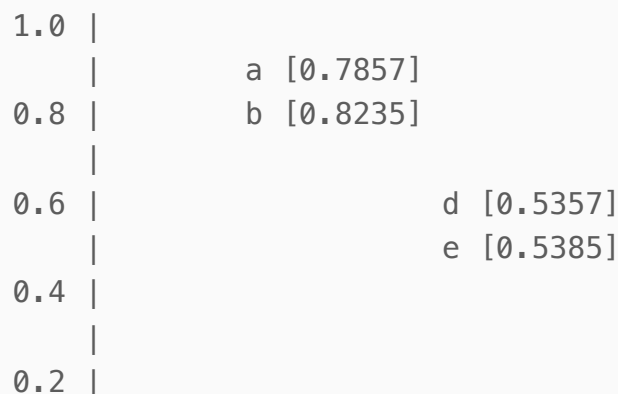 1.0 |
    |       a [0.7857]
0.8 |       b [0.8235]
    |
0.6 |                d [0.5357]
    |                e [0.5385]
0.4 |
    |
0.2 |